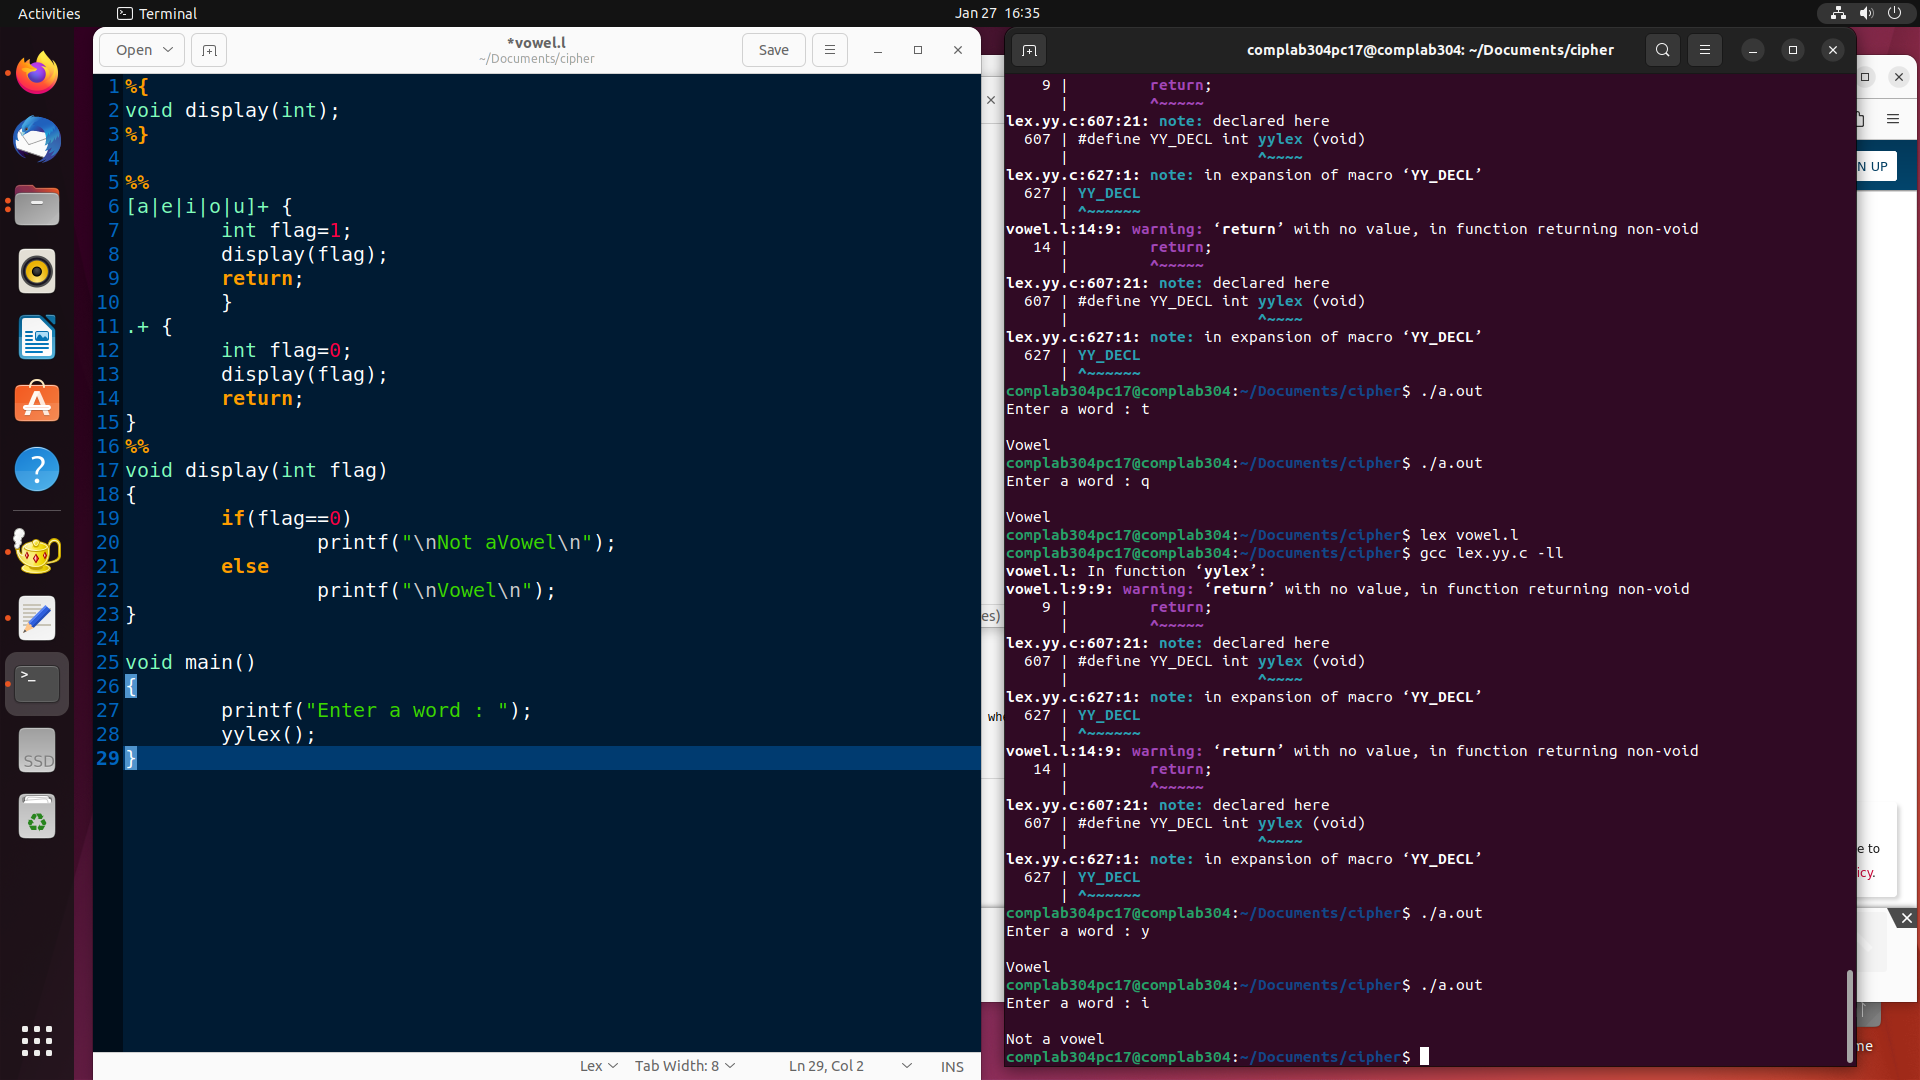 Activities
Terminal
Jan 27 16:35
Open
*vowel.l
~/Documents/cipher
Save
1 %{
2 void display(int);
3 %}
4
5 %%
6 [a|e|i|o|u]+ {
7 int flag=1;
8 display(flag);
9 return;
10 }
11 .+ {
12 int flag=0;
13 display(flag);
14 return;
15 }
16 %%
17 void display(int flag)
18 {
19 if(flag==0)
20 printf("\nNot aVowel\n");
21 else
22 printf("\nVowel\n");
23 }
24
25 void main()
26 {
27 printf("Enter a word : ");
28 yylex();
29 }
Lex
Tab Width: 8
Ln 29, Col 2
INS
SSD
complab304pc17@complab304: ~/Documents/cipher
9 | return;
| ^~~~~~
lex.yy.c:607:21: note: declared here
607 | #define YY_DECL int yylex (void)
| ^~~~~
lex.yy.c:627:1: note: in expansion of macro ‘YY_DECL’
627 | YY_DECL
| ^~~~~~~
vowel.l:14:9: warning: ‘return’ with no value, in function returning non-void
14 | return;
| ^~~~~~
lex.yy.c:607:21: note: declared here
607 | #define YY_DECL int yylex (void)
| ^~~~~
lex.yy.c:627:1: note: in expansion of macro ‘YY_DECL’
627 | YY_DECL
| ^~~~~~~
complab304pc17@complab304:~/Documents/cipher$ ./a.out
Enter a word : t
Vowel
complab304pc17@complab304:~/Documents/cipher$ ./a.out
Enter a word : q
Vowel
complab304pc17@complab304:~/Documents/cipher$ lex vowel.l
complab304pc17@complab304:~/Documents/cipher$ gcc lex.yy.c -ll
vowel.l: In function ‘yylex’:
vowel.l:9:9: warning: ‘return’ with no value, in function returning non-void
9 | return;
| ^~~~~~
lex.yy.c:607:21: note: declared here
607 | #define YY_DECL int yylex (void)
| ^~~~~
lex.yy.c:627:1: note: in expansion of macro ‘YY_DECL’
627 | YY_DECL
| ^~~~~~~
vowel.l:14:9: warning: ‘return’ with no value, in function returning non-void
14 | return;
| ^~~~~~
lex.yy.c:607:21: note: declared here
607 | #define YY_DECL int yylex (void)
| ^~~~~
lex.yy.c:627:1: note: in expansion of macro ‘YY_DECL’
627 | YY_DECL
| ^~~~~~~
complab304pc17@complab304:~/Documents/cipher$ ./a.out
Enter a word : y
Vowel
complab304pc17@complab304:~/Documents/cipher$ ./a.out
Enter a word : i
Not a vowel
complab304pc17@complab304:~/Documents/cipher$
es)
N UP
e to
icy.
me